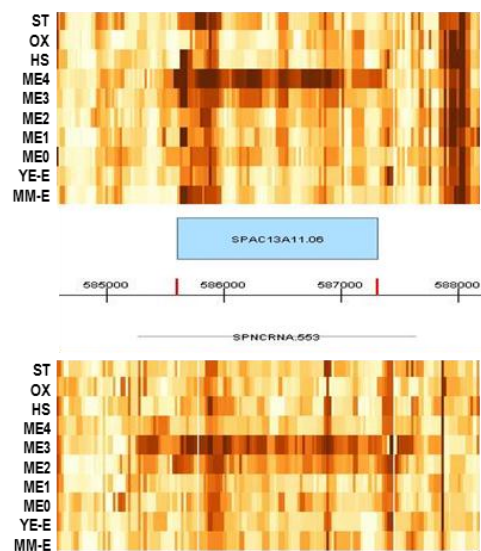 ST
OX
HS
ME4
ME3
ME2
ME1
ME0
YE-E
MM-E
SPAC13A11.06
585000 586000 587000 588000
SPNCRNA.553
ST
OX
HS
ME4
ME3
ME2
ME1
ME0
YE-E
MM-E